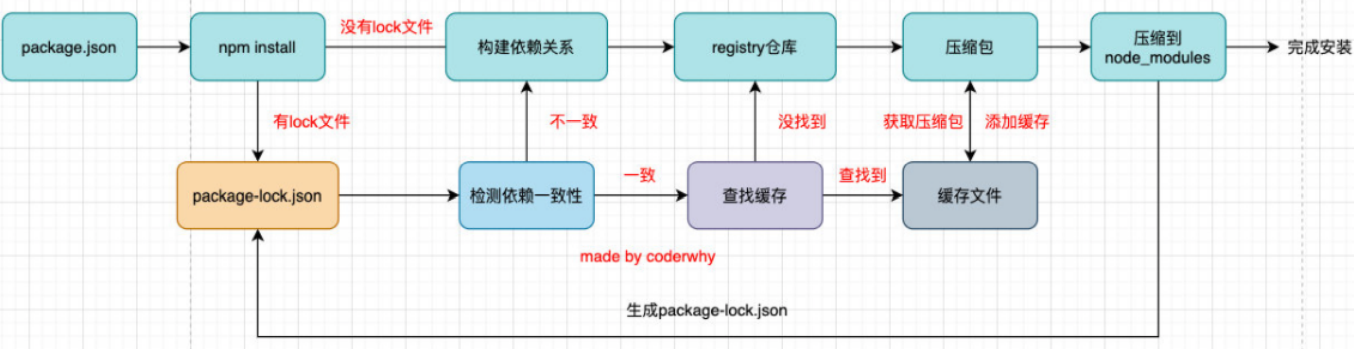 package.json
npm install
没有lock文件
构建依赖关系
registry仓库
压缩包
压缩到
node_modules
完成安装
有lock文件
不一致
没找到
获取压缩包
添加缓存
package-lock.json
检测依赖一致性
一致
查找缓存
查找到
缓存文件
made by coderwhy
生成package-lock.json